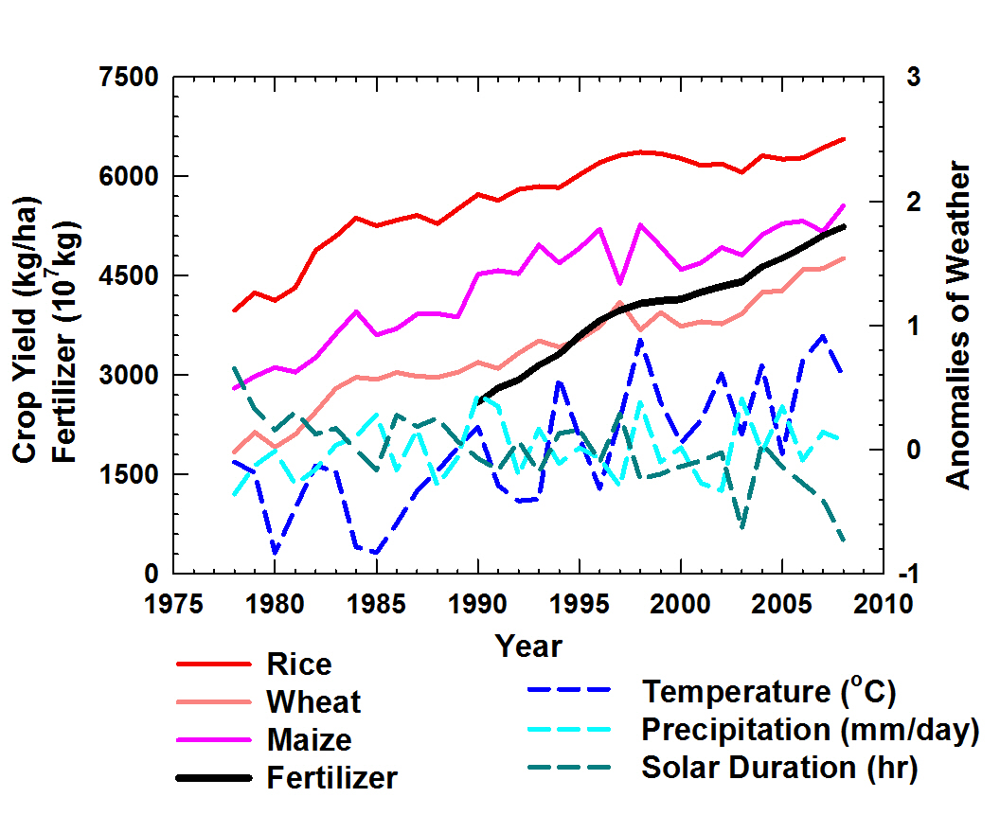 7500
6000
4500
3000
1500
0
Crop Yield (kg/ha)
Fertilizer (10⁷kg)
3
2
1
0
-1
Anomalies of Weather
1975 1980 1985 1990 1995 2000 2005 2010
Year
Rice
Wheat
Maize
Fertilizer
Temperature (°C)
Precipitation (mm/day)
Solar Duration (hr)